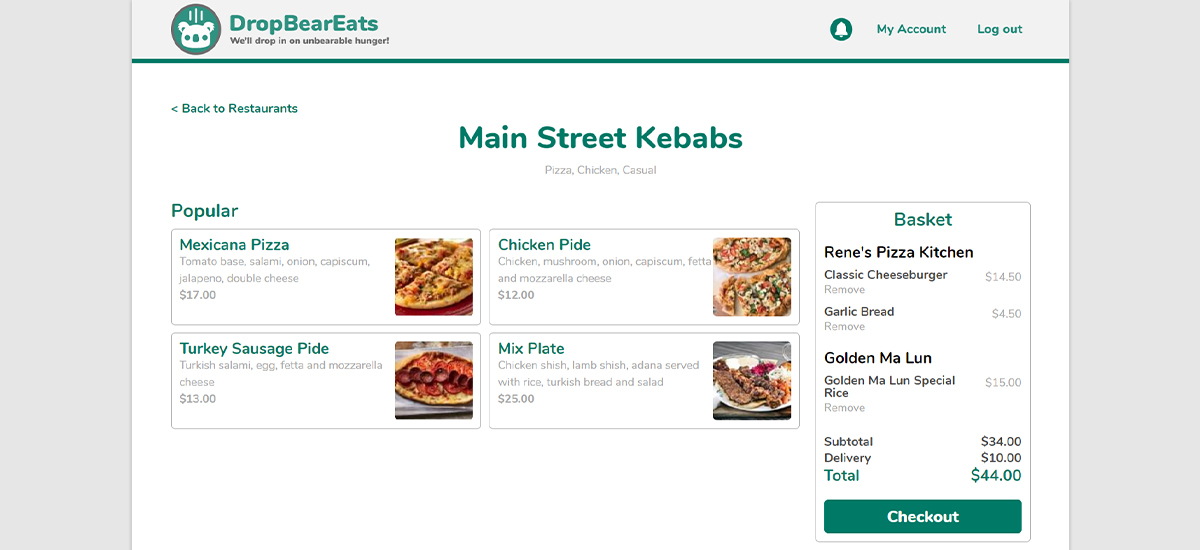 DropBearEats
We'll drop in on unbearable hunger!
My Account
Log out
< Back to Restaurants
Main Street Kebabs
Pizza, Chicken, Casual
Popular
Mexicana Pizza
Tomato base, salami, onion, capiscum,
jalapeno, double cheese
$17.00
Chicken Pide
Chicken, mushroom, onion, capiscum, fetta
and mozzarella cheese
$12.00
Turkey Sausage Pide
Turkish salami, egg, fetta and mozzarella
cheese
$13.00
Mix Plate
Chicken shish, lamb shish, adana served
with rice, turkish bread and salad
$25.00
Basket
Rene's Pizza Kitchen
Classic Cheeseburger $14.50
Remove
Garlic Bread $4.50
Remove
Golden Ma Lun
Golden Ma Lun Special $15.00
Rice
Remove
Subtotal $34.00
Delivery $10.00
Total $44.00
Checkout